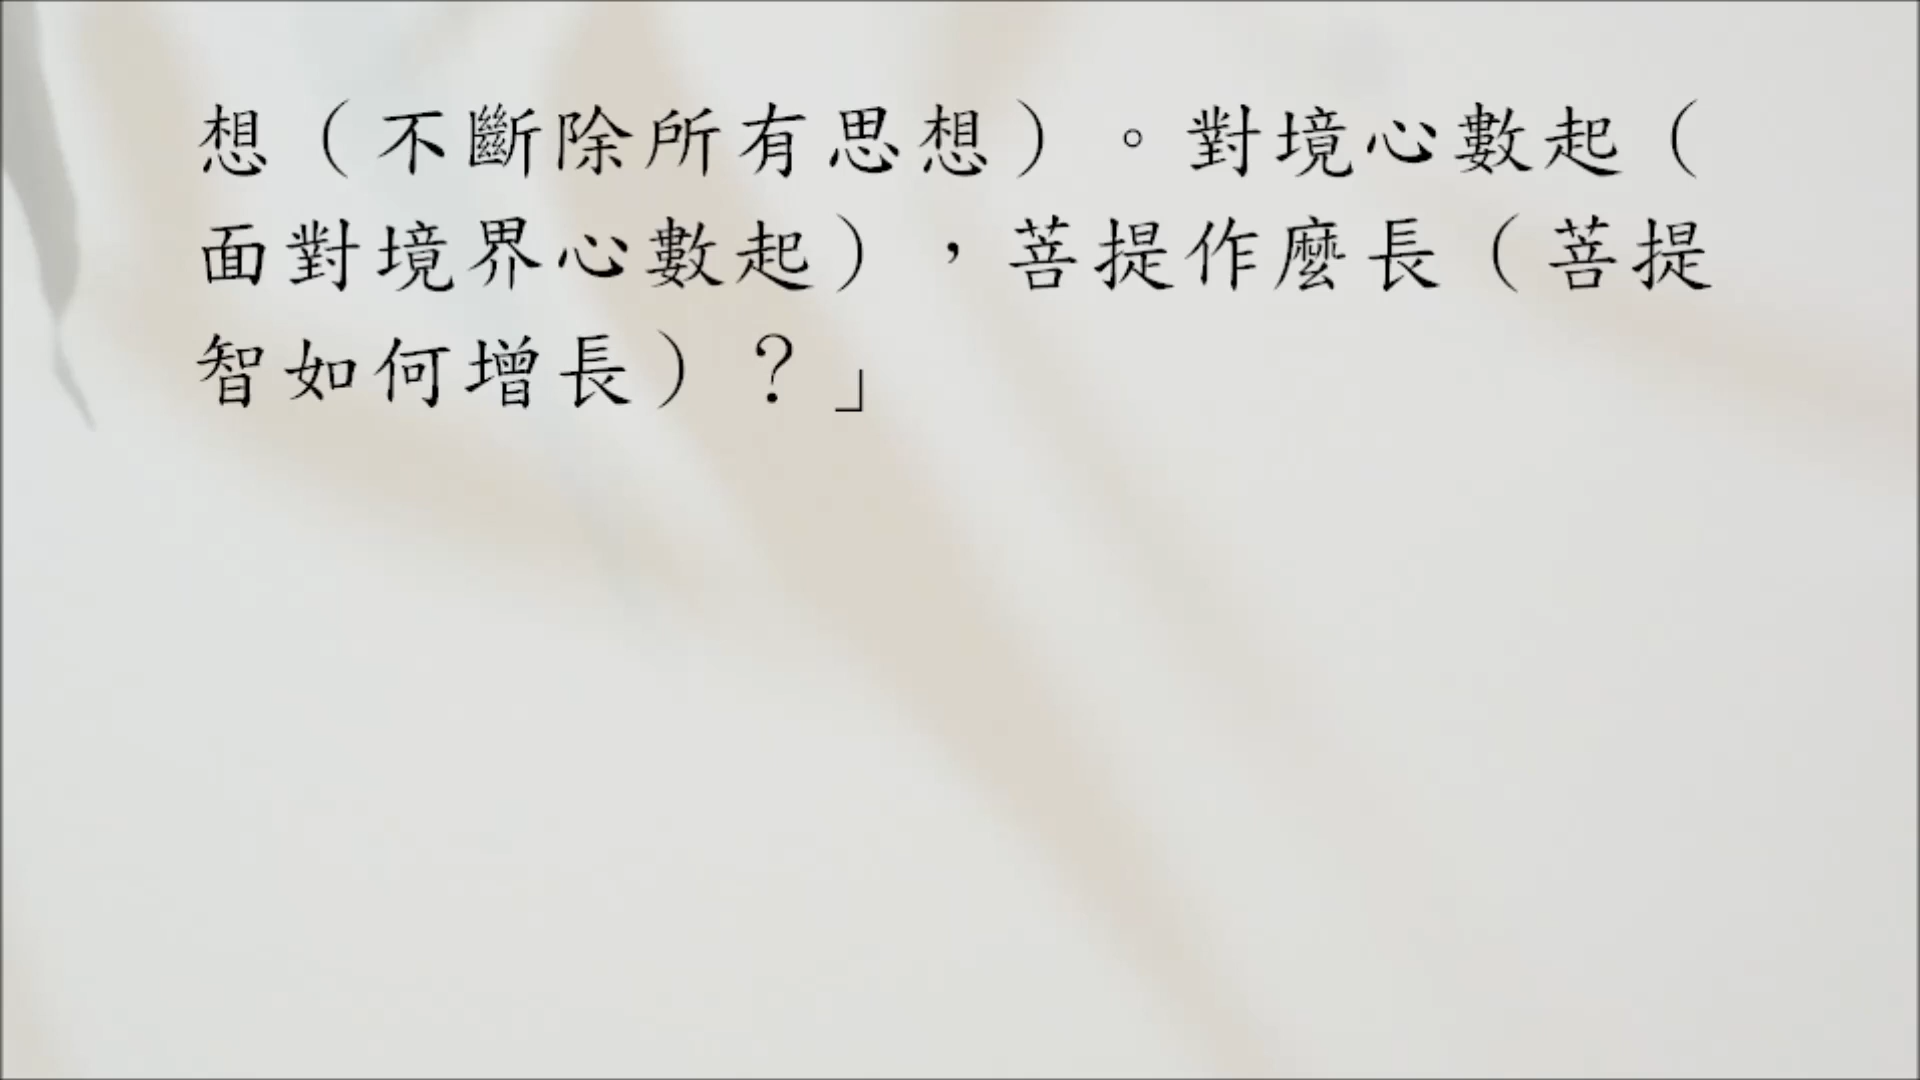 想（不斷除所有思想）。對境心數起（
面對境界心數起），菩提作麼長（菩提
智如何增長）？」